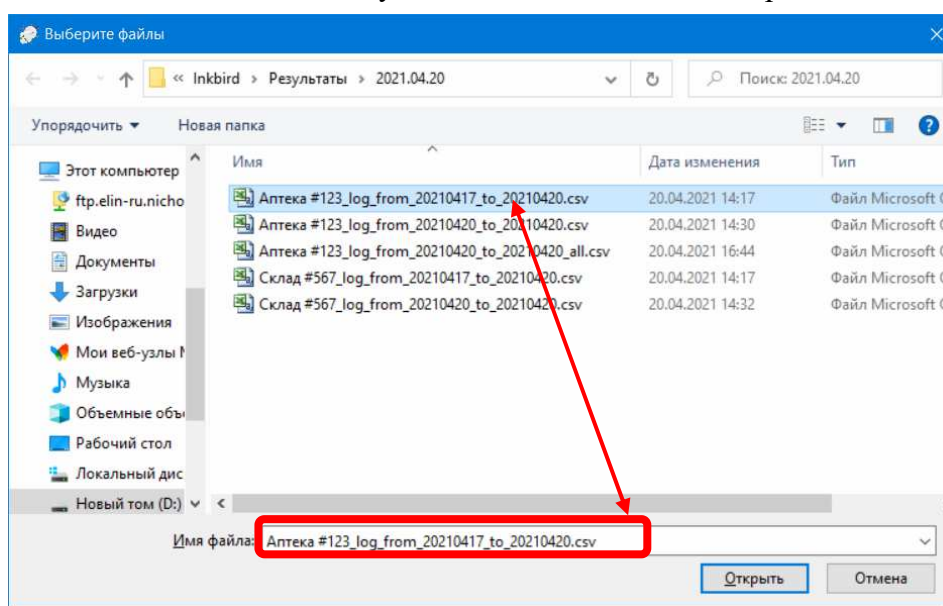 Выберите файлы
« Inkbird › Результаты › 2021.04.20
Поиск: 2021.04.20
Упорядочить
Новая папка
Имя
Дата изменения
Тип
Этот компьютер
ftp.elin-ru.nicho
Видео
Документы
Загрузки
Изображения
Мои веб-узлы
Музыка
Объемные объ
Рабочий стол
Локальный дис
Новый том (D:)
Аптека #123_log_from_20210417_to_20210420.csv 20.04.2021 14:17 Файл Microsoft
Аптека #123_log_from_20210420_to_20210420.csv 20.04.2021 14:30 Файл Microsoft
Аптека #123_log_from_20210420_to_20210420_all.csv 20.04.2021 16:44 Файл Microsoft
Склад #567_log_from_20210417_to_20210420.csv 20.04.2021 14:17 Файл Microsoft
Склад #567_log_from_20210420_to_20210420.csv 20.04.2021 14:32 Файл Microsoft
Имя файла: Аптека #123_log_from_20210417_to_20210420.csv
Открыть
Отмена